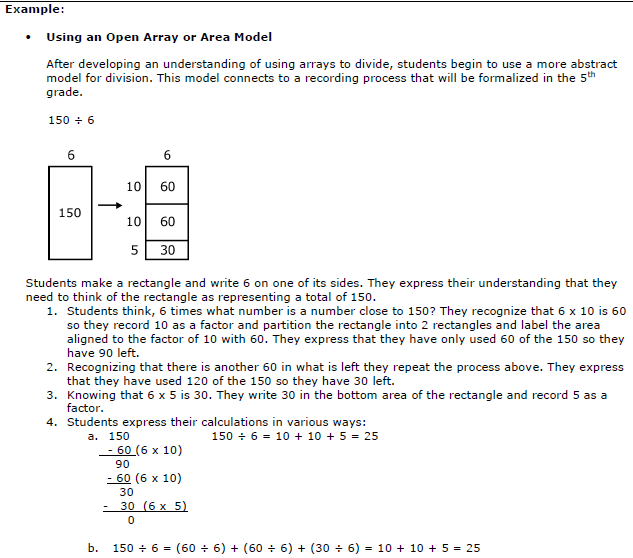 Example:
• Using an Open Array or Area Model
After developing an understanding of using arrays to divide, students begin to use a more abstract
model for division. This model connects to a recording process that will be formalized in the 5th
grade.
150 ÷ 6
6 6
10 60
150
10 60
5 30
Students make a rectangle and write 6 on one of its sides. They express their understanding that they
need to think of the rectangle as representing a total of 150.
1. Students think, 6 times what number is a number close to 150? They recognize that 6 x 10 is 60
so they record 10 as a factor and partition the rectangle into 2 rectangles and label the area
aligned to the factor of 10 with 60. They express that they have only used 60 of the 150 so they
have 90 left.
2. Recognizing that there is another 60 in what is left they repeat the process above. They express
that they have used 120 of the 150 so they have 30 left.
3. Knowing that 6 x 5 is 30. They write 30 in the bottom area of the rectangle and record 5 as a
factor.
4. Students express their calculations in various ways:
a. 150 150 ÷ 6 = 10 + 10 + 5 = 25
- 60 (6 x 10)
90
- 60 (6 x 10)
30
- 30 (6 x 5)
0
b. 150 ÷ 6 = (60 ÷ 6) + (60 ÷ 6) + (30 ÷ 6) = 10 + 10 + 5 = 25